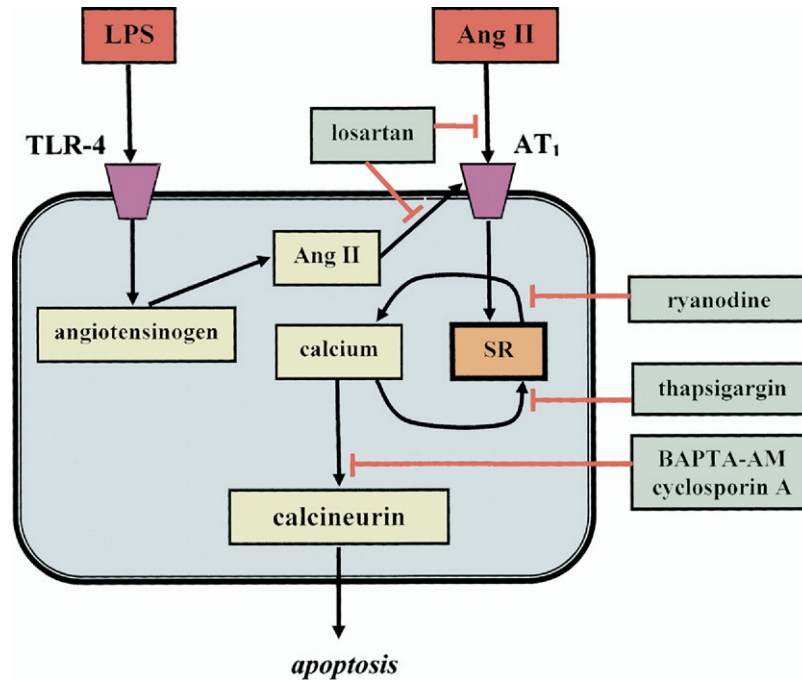 LPS
Ang II
losartan
TLR-4
AT₁
Ang II
ryanodine
angiotensinogen
calcium
SR
thapsigargin
BAPTA-AM
cyclosporin A
calcineurin
apoptosis